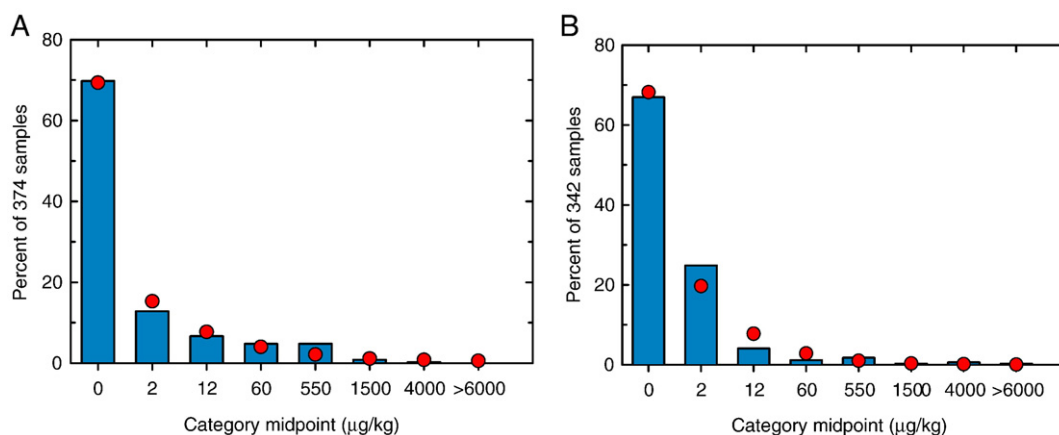 A
Percent of 374 samples
80
60
40
20
0
0 2 12 60 550 1500 4000 >6000
Category midpoint (μg/kg)
B
Percent of 342 samples
80
60
40
20
0
0 2 12 60 550 1500 4000 >6000
Category midpoint (μg/kg)